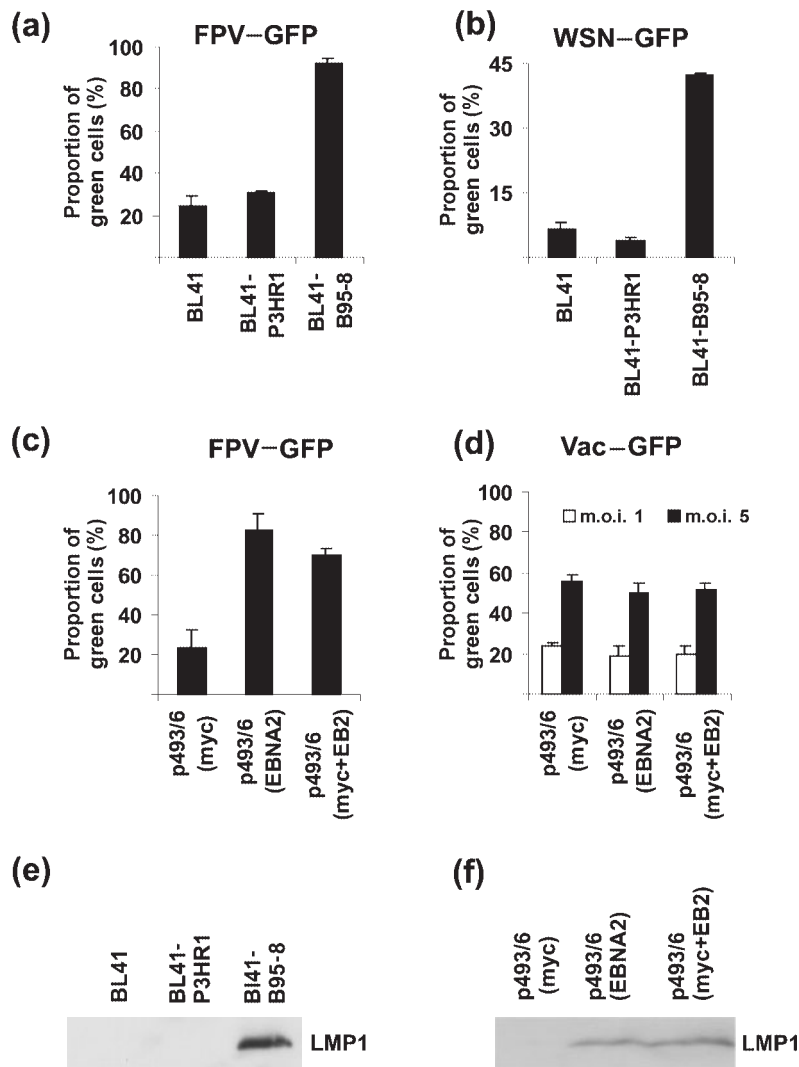 (a)
FPV–GFP
Proportion of
green cells (%)
100
80
60
40
20
BL41
BL41-
P3HR1
BL41-
B95-8
(b)
WSN–GFP
Proportion of
green cells (%)
45
30
15
BL41
BL41-P3HR1
BL41-B95-8
(c)
FPV–GFP
Proportion of
green cells (%)
100
80
60
40
20
p493/6
(myc)
p493/6
(EBNA2)
p493/6
(myc+EB2)
(d)
Vac–GFP
Proportion of
green cells (%)
100
80
60
40
20
m.o.i. 1
m.o.i. 5
p493/6
(myc)
p493/6
(EBNA2)
p493/6
(myc+EB2)
(e)
BL41
BL41-
P3HR1
Bl41-
B95-8
LMP1
(f)
p493/6
(myc)
p493/6
(EBNA2)
p493/6
(myc+EB2)
LMP1